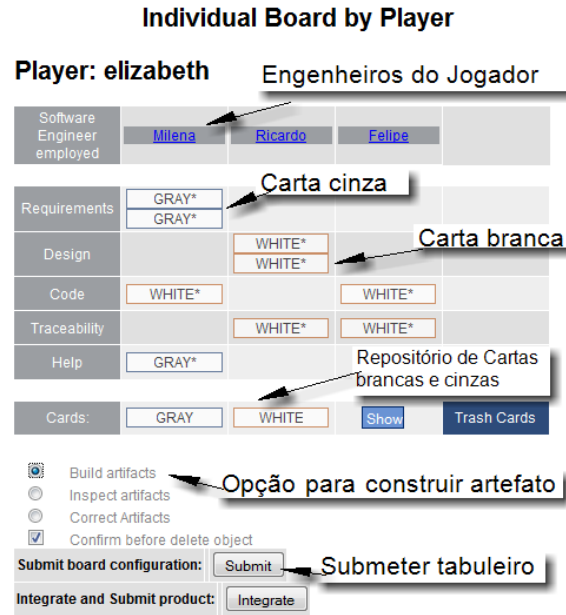 Individual Board by Player
Player: elizabeth
Engenheiros do Jogador
Software
Engineer
employed
Milena
Ricardo
Felipe
Carta cinza
Requirements
GRAY*
GRAY*
Carta branca
Design
WHITE*
WHITE*
Code
WHITE*
WHITE*
Traceability
WHITE*
WHITE*
Help
GRAY*
Repositório de Cartas
brancas e cinzas
Cards:
GRAY
WHITE
Show
Trash Cards
Build artifacts
Opção para construir artefato
Inspect artifacts
Correct Artifacts
Confirm before delete object
Submit board configuration:
Submit
Submeter tabuleiro
Integrate and Submit product:
Integrate